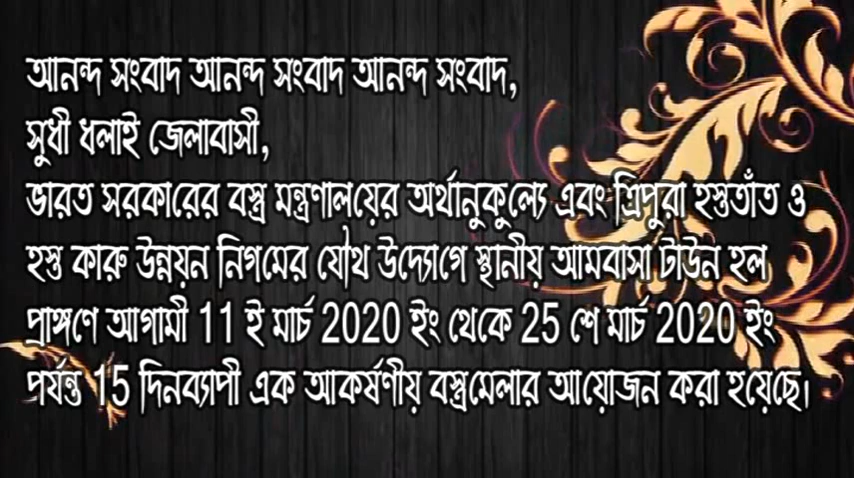 আনন্দ সংবাদ আনন্দ সংবাদ আনন্দ সংবাদ,
সুধী ধলাই জেলাবাসী,
ভারত সরকারের বস্ত্র মন্ত্রণালয়ের অর্থানুকুল্যে এবং ত্রিপুরা হস্ততাঁত ও
হস্ত কারু উন্নয়ন নিগমের যৌথ উদ্যোগে স্থানীয় আমবাসা টাউন হল
প্রাঙ্গণে আগামী 11 ই মার্চ 2020 ইং থেকে 25 শে মার্চ 2020 ইং
পর্যন্ত 15 দিনব্যাপী এক আকর্ষণীয় বস্ত্রমেলার আয়োজন করা হয়েছে।